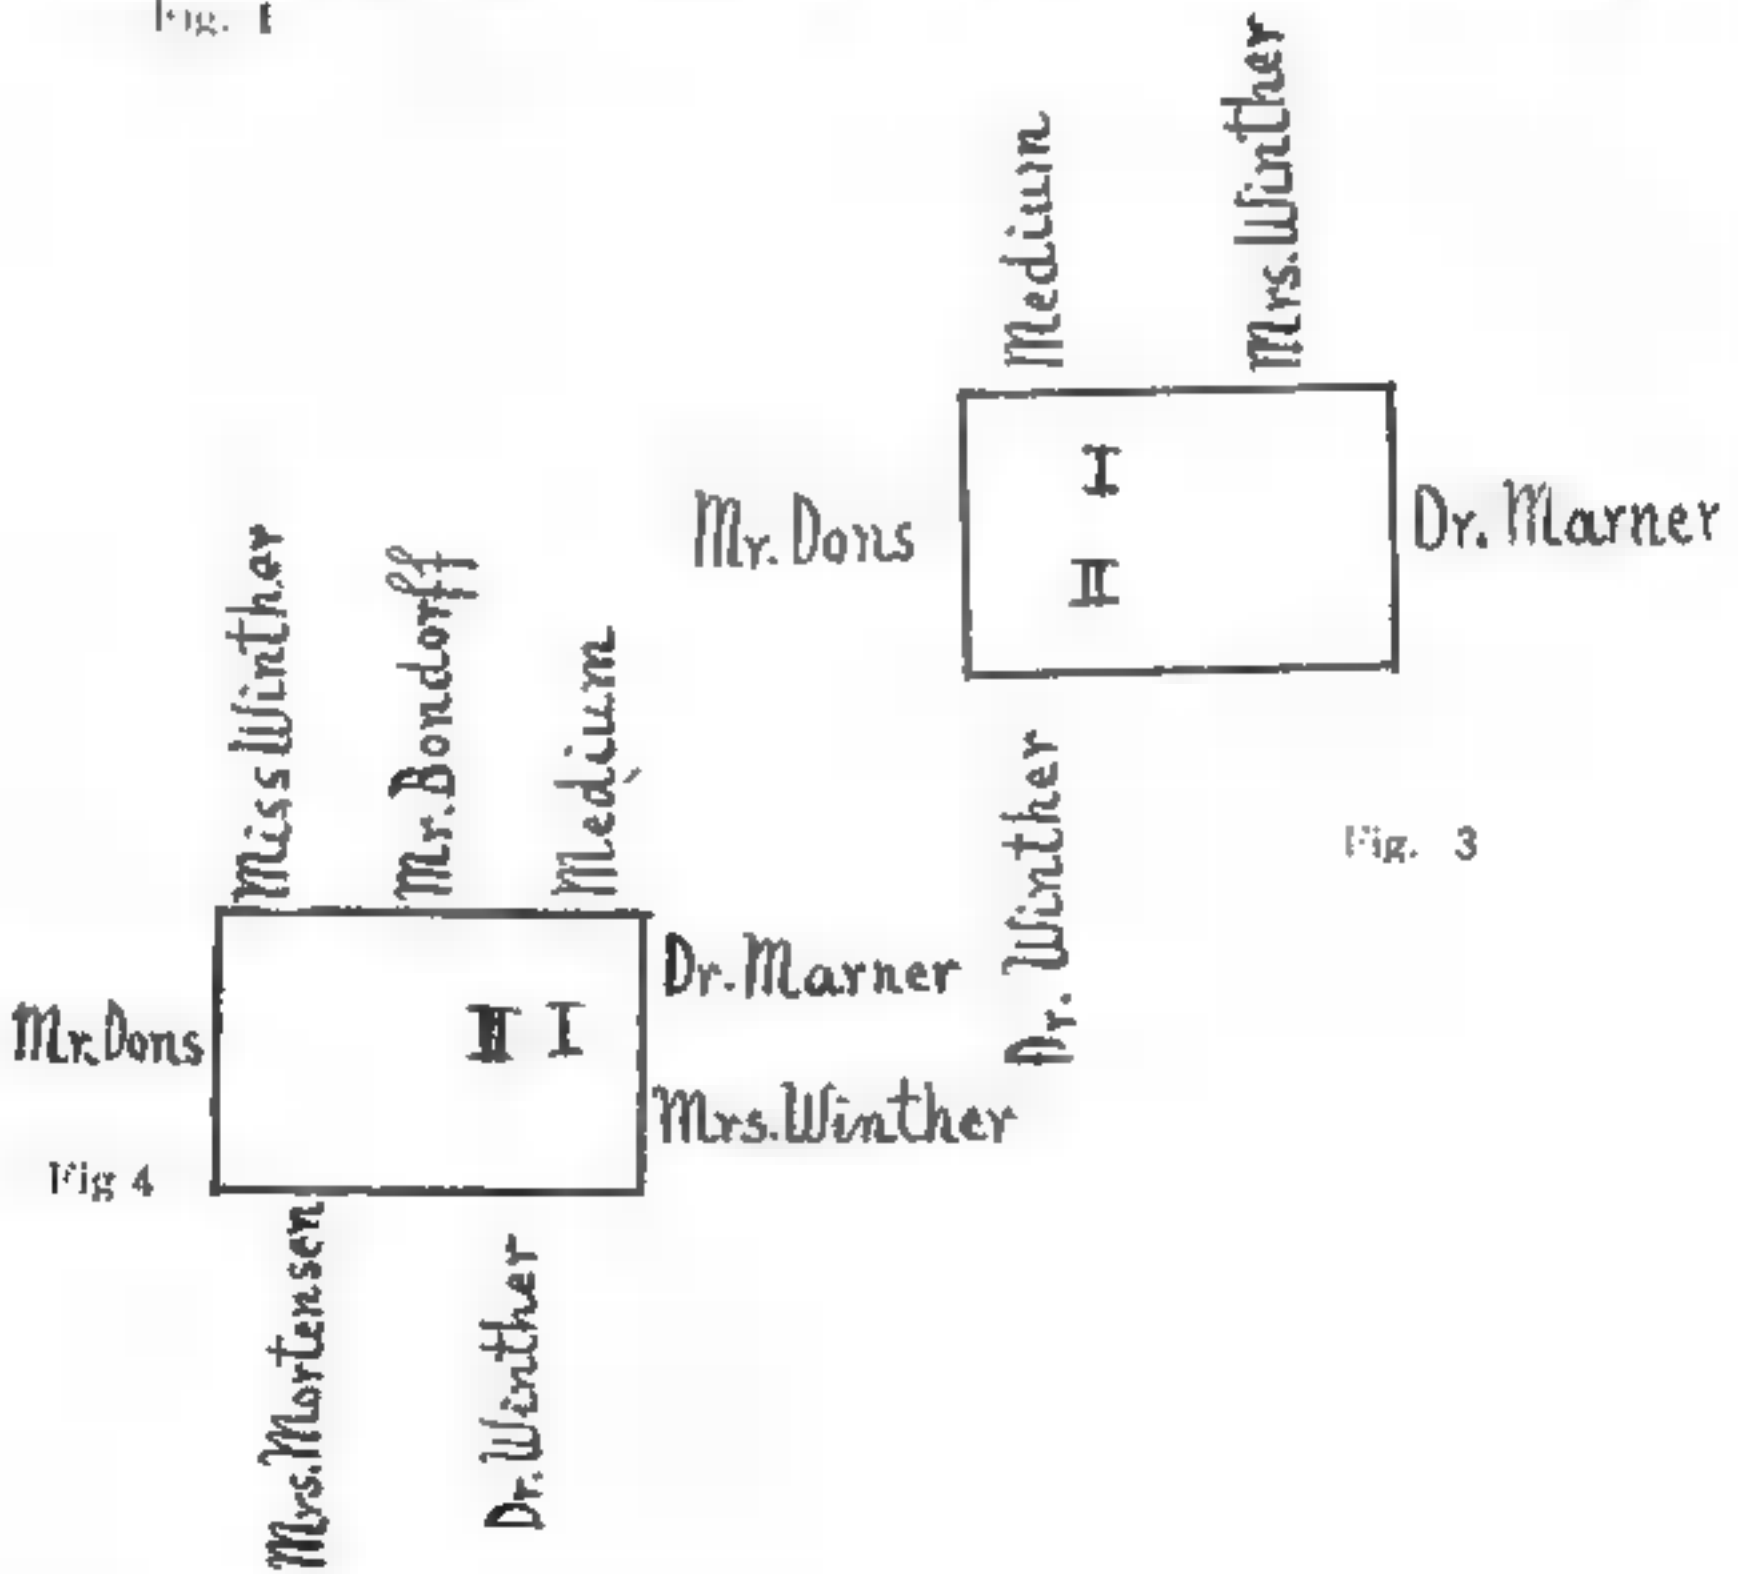 Fig. 1
Medium
Mrs. Winther
Mr. Dons
I
II
Dr. Marner
Dr. Winther
Fig. 3
Miss Winther
Mr. Bondorff
Medium
Mr. Dons
II I
Dr. Marner
Mrs. Winther
Fig 4
Mrs. Mortensen
Dr. Winther